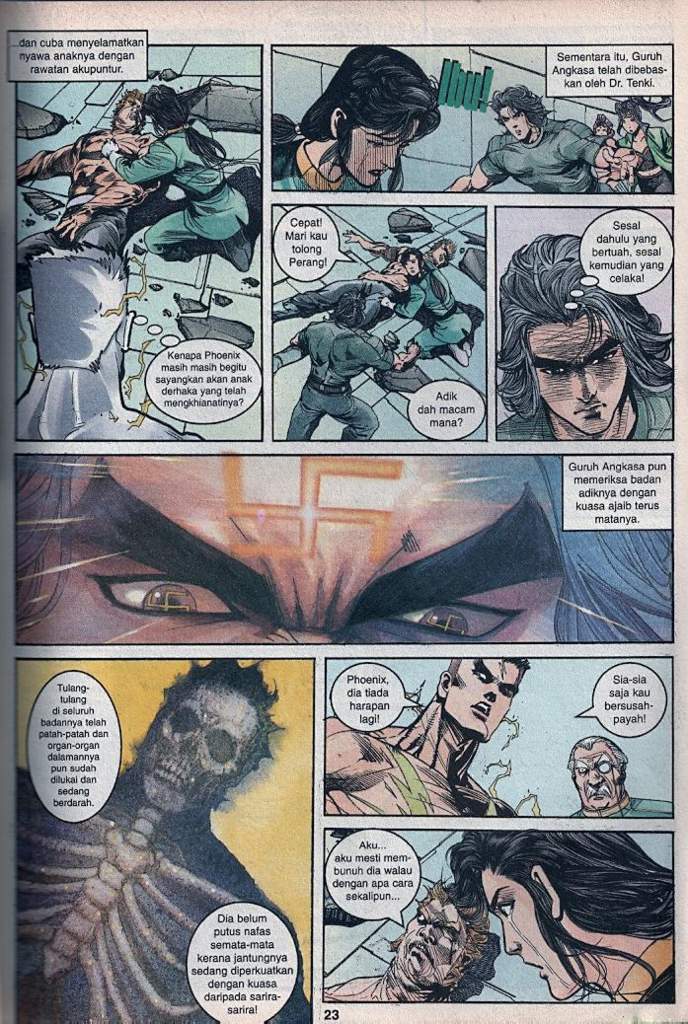 ...dan cuba menyelamatkan
nyawa anaknya dengan
rawatan akupuntur.
Kenapa Phoenix
masih masih begitu
sayangkan akan anak
derhaka yang telah
mengkhianatinya?
Ibu!
Sementara itu, Guruh
Angkasa telah dibebas-
kan oleh Dr. Tenki.
Cepat!
Mari kau
tolong
Perang!
Adik
dah macam
mana?
Sesal
dahulu yang
bertuah, sesal
kemudian yang
celaka!
Guruh Angkasa pun
memeriksa badan
adiknya dengan
kuasa ajaib terus
matanya.
Tulang-
tulang
di seluruh
badannya telah
patah-patah dan
organ-organ
dalamannya
pun sudah
dilukai dan
sedang
berdarah.
Dia belum
putus nafas
semata-mata
kerana jantungnya
sedang diperkuatkan
dengan kuasa
daripada sarira-
sarira!
Phoenix,
dia tiada
harapan
lagi!
Sia-sia
saja kau
bersusah-
payah!
Aku...
aku mesti mem-
bunuh dia walau
dengan apa cara
sekalipun...
23